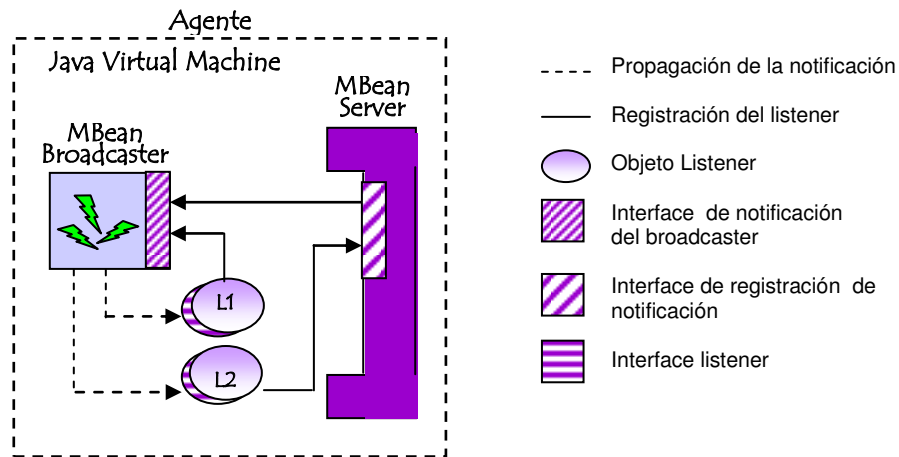 Agente
Java Virtual Machine
MBean
Server
MBean
Broadcaster
L1
L2
Propagación de la notificación
Registración del listener
Objeto Listener
Interface de notificación
del broadcaster
Interface de registración de
notificación
Interface listener